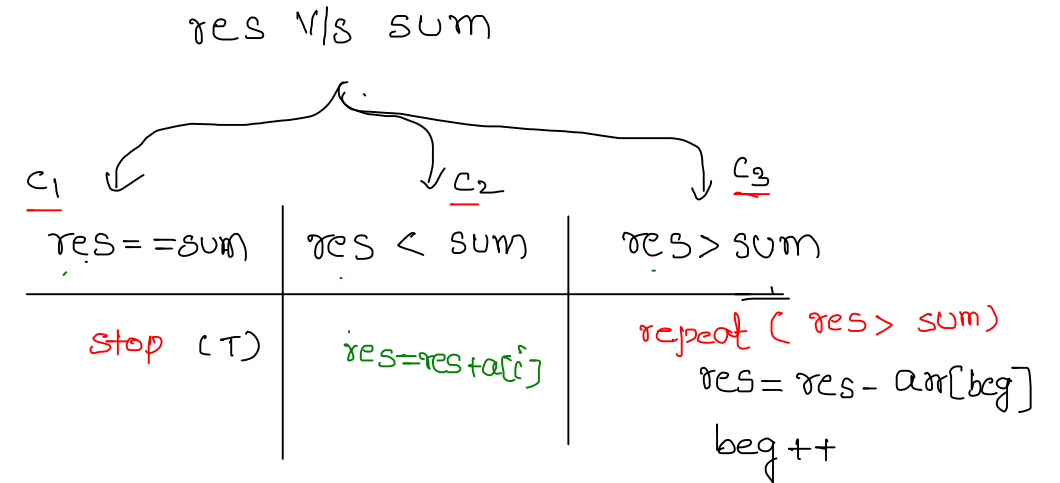 res v/s sum
C1 C2 C3
res==sum res < sum res> sum
stop (T) res=res+a[i] repeat ( res> sum)
res= res- arr[beg]
beg++